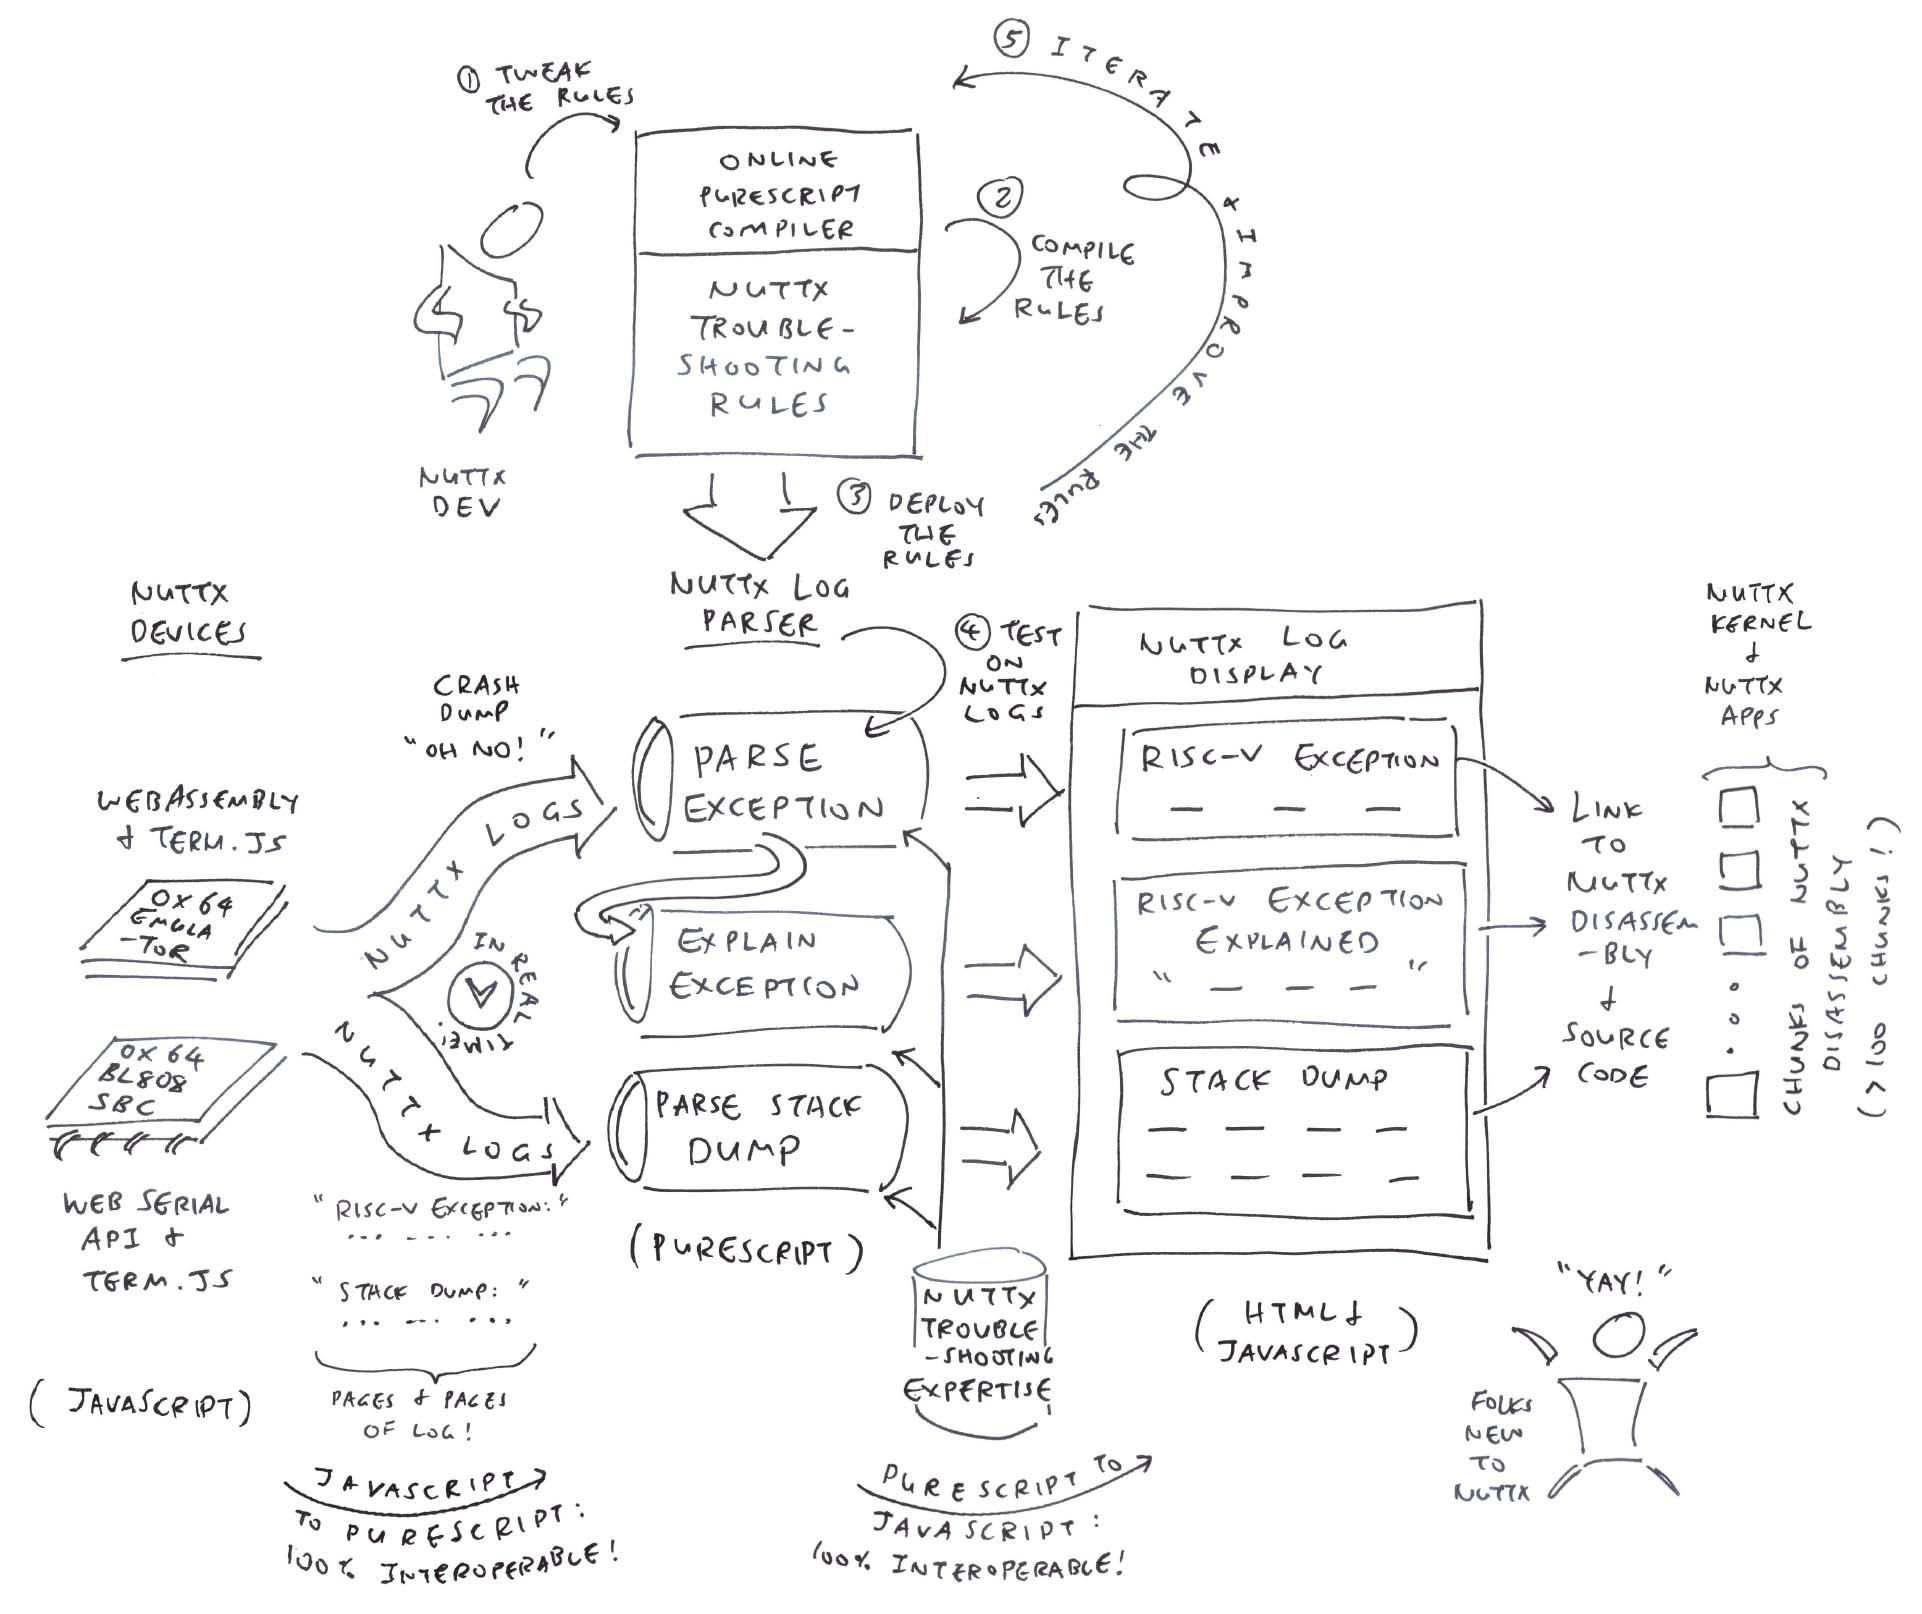 ① TWEAK
THE RULES
⑤ ITERATE & IMPROVE THE RULES
ONLINE
PURESCRIPT
COMPILER
② COMPILE
THE
RULES
NUTTX
TROUBLE-
SHOOTING
RULES
NUTTX
DEV
③ DEPLOY
THE
RULES
NUTTX
DEVICES
NUTTX LOG
PARSER
④ TEST
ON
NUTTX
LOGS
NUTTX LOG
DISPLAY
NUTTX
KERNEL
&
NUTTX
APPS
CRASH
DUMP
"OH NO!"
WEBASSEMBLY
& TERM.JS
OX64
EMULA
-TOR
NUTTX LOGS
IN REAL TIME!
OX64
BL808
SBC
NUTTX LOGS
WEB SERIAL
API &
TERM.JS
(JAVASCRIPT)
"RISC-V EXCEPTION:"
... ... ...
"STACK DUMP:"
... ... ...
PAGES & PAGES
OF LOG!
PARSE
EXCEPTION
EXPLAIN
EXCEPTION
PARSE STACK
DUMP
(PURESCRIPT)
NUTTX
TROUBLE
-SHOOTING
EXPERTISE
RISC-V EXCEPTION
— — —
RISC-V EXCEPTION
EXPLAINED
" — — — "
STACK DUMP
— — — —
— — — —
(HTML &
JAVASCRIPT)
LINK
TO
NUTTX
DISASSEM
-BLY
&
SOURCE
CODE
CHUNKS OF NUTTX
DISASSEMBLY
(>100 CHUNKS!)
"YAY!"
FOLKS
NEW
TO
NUTTX
JAVASCRIPT
TO PURESCRIPT:
100% INTEROPERABLE!
PURESCRIPT TO
JAVASCRIPT:
100% INTEROPERABLE!